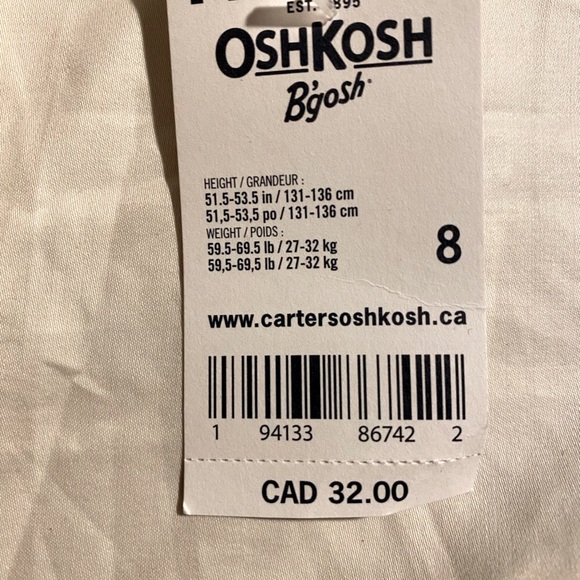 EST. 1895
OSHKOSH
B'gosh
HEIGHT / GRANDEUR :
51.5-53.5 in / 131-136 cm
51,5-53,5 po / 131-136 cm
WEIGHT / POIDS :
59.5-69.5 lb / 27-32 kg
59,5-69,5 lb / 27-32 kg
8
www.cartersoshkosh.ca
1 94133 86742 2
CAD 32.00